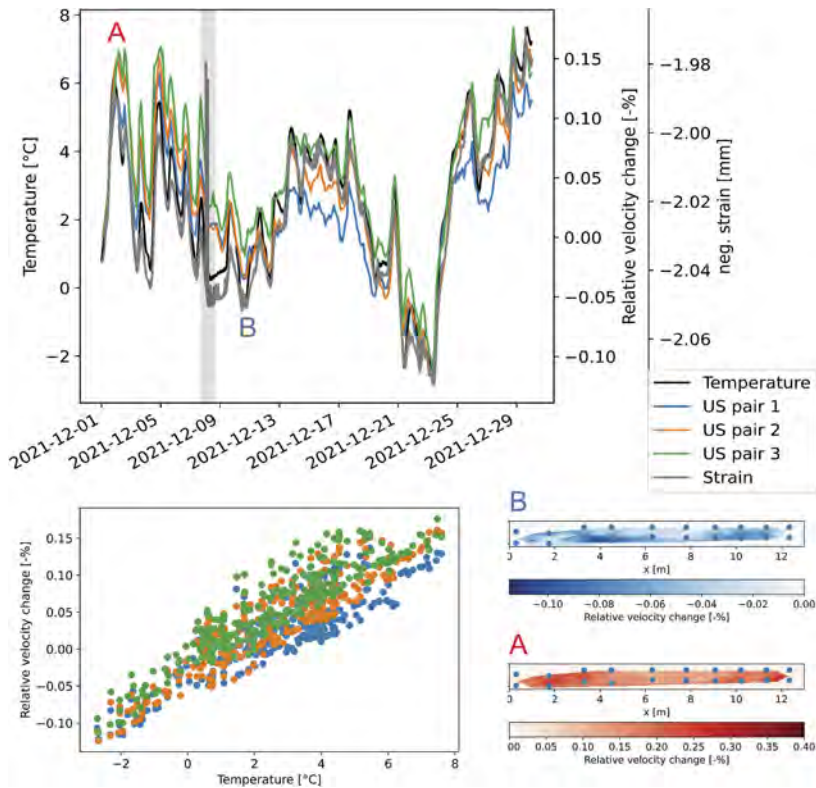 A
B
8
6
4
2
0
−2
Temperature [°C]
0.15
0.10
0.05
0.00
−0.05
−0.10
Relative velocity change [-%]
−1.98
−2.00
−2.02
−2.04
−2.06
neg. strain [mm]
2021-12-01
2021-12-05
2021-12-09
2021-12-13
2021-12-17
2021-12-21
2021-12-25
2021-12-29
Temperature
US pair 1
US pair 2
US pair 3
Strain
0.15
0.10
0.05
0.00
−0.05
−0.10
Relative velocity change [-%]
−2 0 2 4 6 8
Temperature [°C]
B
0 2 4 6 8 10 12
x [m]
−0.10 −0.08 −0.06 −0.04 −0.02 0.00
Relative velocity change [-%]
A
0 2 4 6 8 10 12
x [m]
00 0.05 0.10 0.15 0.20 0.25 0.30 0.35 0.40
Relative velocity change [-%]